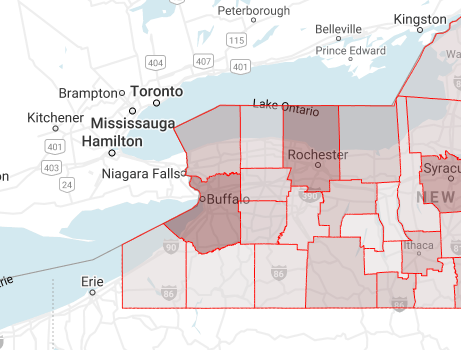 Peterborough
Kingston
Belleville
115
Prince Edward
404
407
401
Brampton
Toronto
Lake Ontario
Mississauga
Kitchener
401
Hamilton
403
Rochester
24
Niagara Falls
Syracu
390
Buffalo
NEW
90
Ithaca
86
Erie
86
86